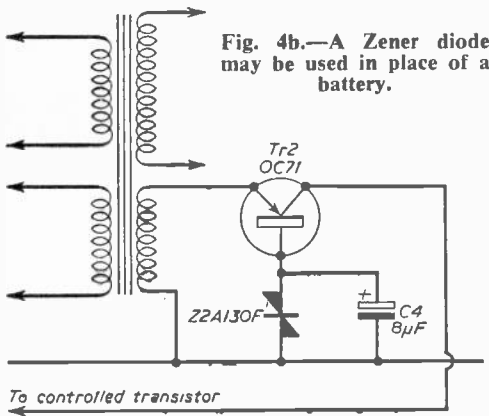 Fig. 4b.—A Zener diode
may be used in place of a
battery.
Tr2
OC71
Z2A130F
+
C4
8µF
To controlled transistor